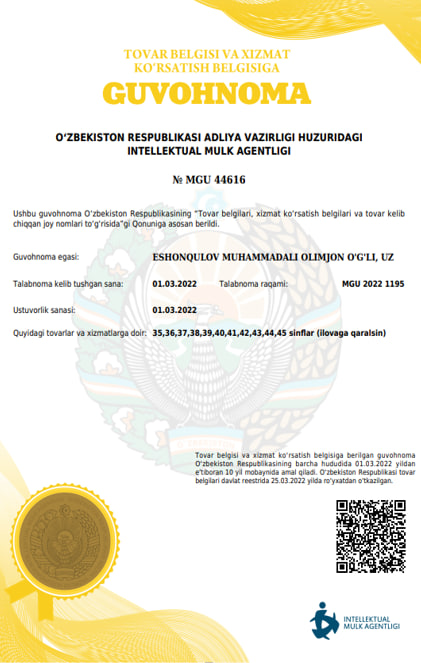 TOVAR BELGISI VA XIZMAT
KO‘RSATISH BELGISIGA
GUVOHNOMA
O‘ZBEKISTON RESPUBLIKASI ADLIYA VAZIRLIGI HUZURIDAGI
INTELLEKTUAL MULK AGENTLIGI
№ MGU 44616
Ushbu guvohnoma O‘zbekiston Respublikasining “Tovar belgilari, xizmat ko‘rsatish belgilari va tovar kelib
chiqqan joy nomlari to‘g‘risida”gi Qonuniga asosan berildi.
Guvohnoma egasi: ESHONQULOV MUHAMMADALI OLIMJON O'G'LI, UZ
Talabnoma kelib tushgan sana: 01.03.2022 Talabnoma raqami: MGU 2022 1195
Ustuvorlik sanasi: 01.03.2022
Quyidagi tovarlar va xizmatlarga doir: 35,36,37,38,39,40,41,42,43,44,45 sinflar (ilovaga qaralsin)
Tovar belgisi va xizmat ko‘rsatish belgisiga berilgan guvohnoma
O‘zbekiston Respublikasining barcha hududida 01.03.2022 yildan
e’tiboran 10 yil mobaynida amal qiladi. O‘zbekiston Respublikasi tovar
belgilari davlat reestrida 25.03.2022 yilda ro‘yxatdan o‘tkazilgan.
INTELLEKTUAL
MULK AGENTLIGI